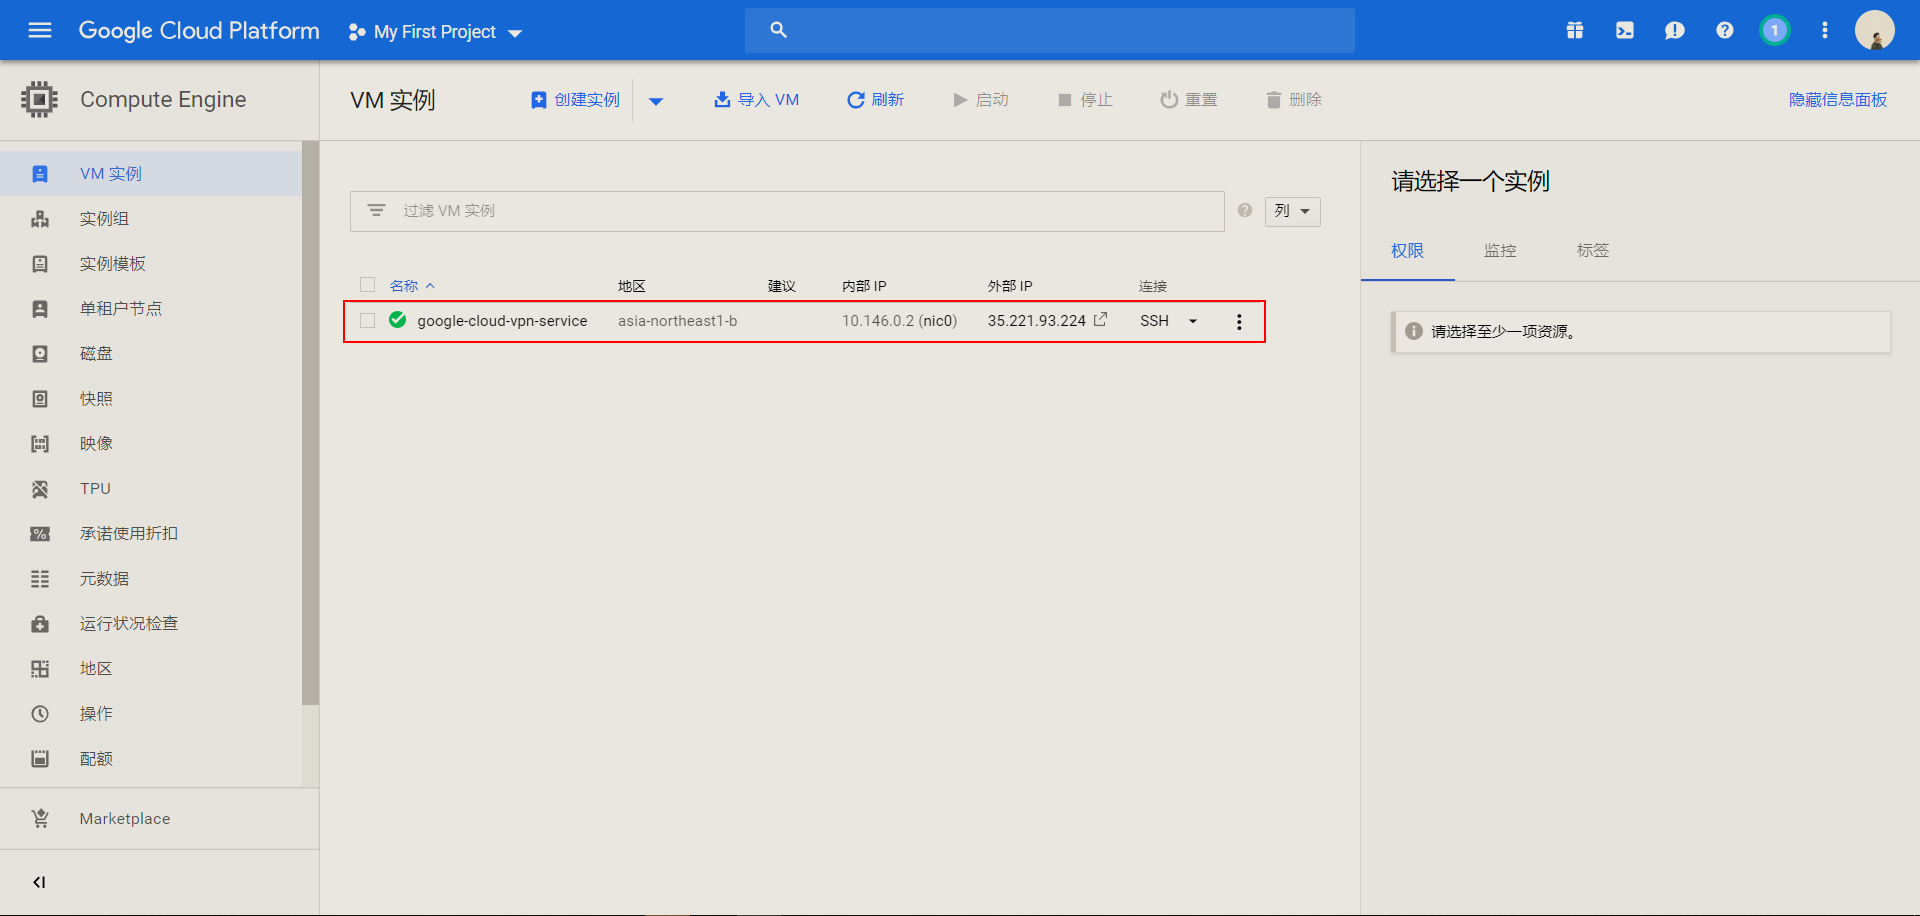 Google Cloud Platform My First Project 1
Compute Engine
VM 实例 创建实例 导入 VM 刷新 启动 停止 重置 删除 隐藏信息面板
VM 实例
实例组
实例模板
单租户节点
磁盘
快照
映像
TPU
承诺使用折扣
元数据
运行状况检查
地区
操作
配额
Marketplace
过滤 VM 实例 列
名称 地区 建议 内部 IP 外部 IP 连接
google-cloud-vpn-service asia-northeast1-b 10.146.0.2 (nic0) 35.221.93.224 SSH
请选择一个实例
权限 监控 标签
请选择至少一项资源。